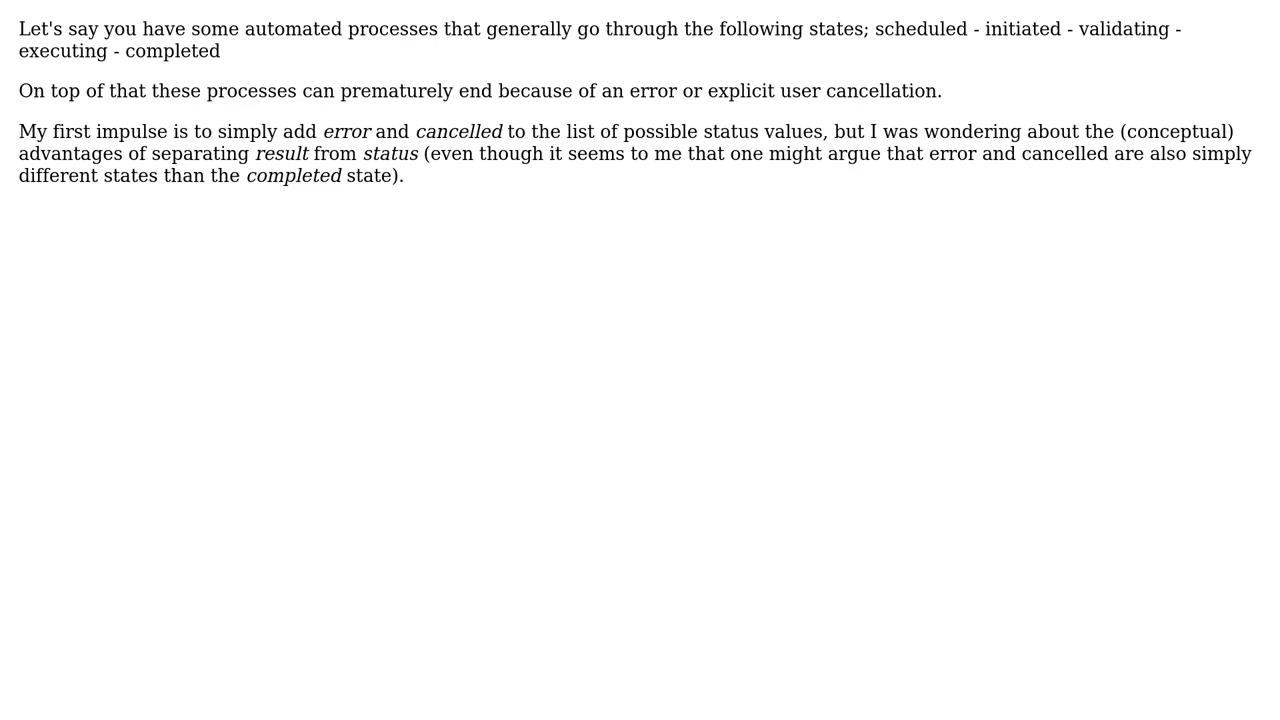 Let's say you have some automated processes that generally go through the following states; scheduled - initiated - validating -
executing - completed
On top of that these processes can prematurely end because of an error or explicit user cancellation.
My first impulse is to simply add error and cancelled to the list of possible status values, but I was wondering about the (conceptual)
advantages of separating result from status (even though it seems to me that one might argue that error and cancelled are also simply
different states than the completed state).